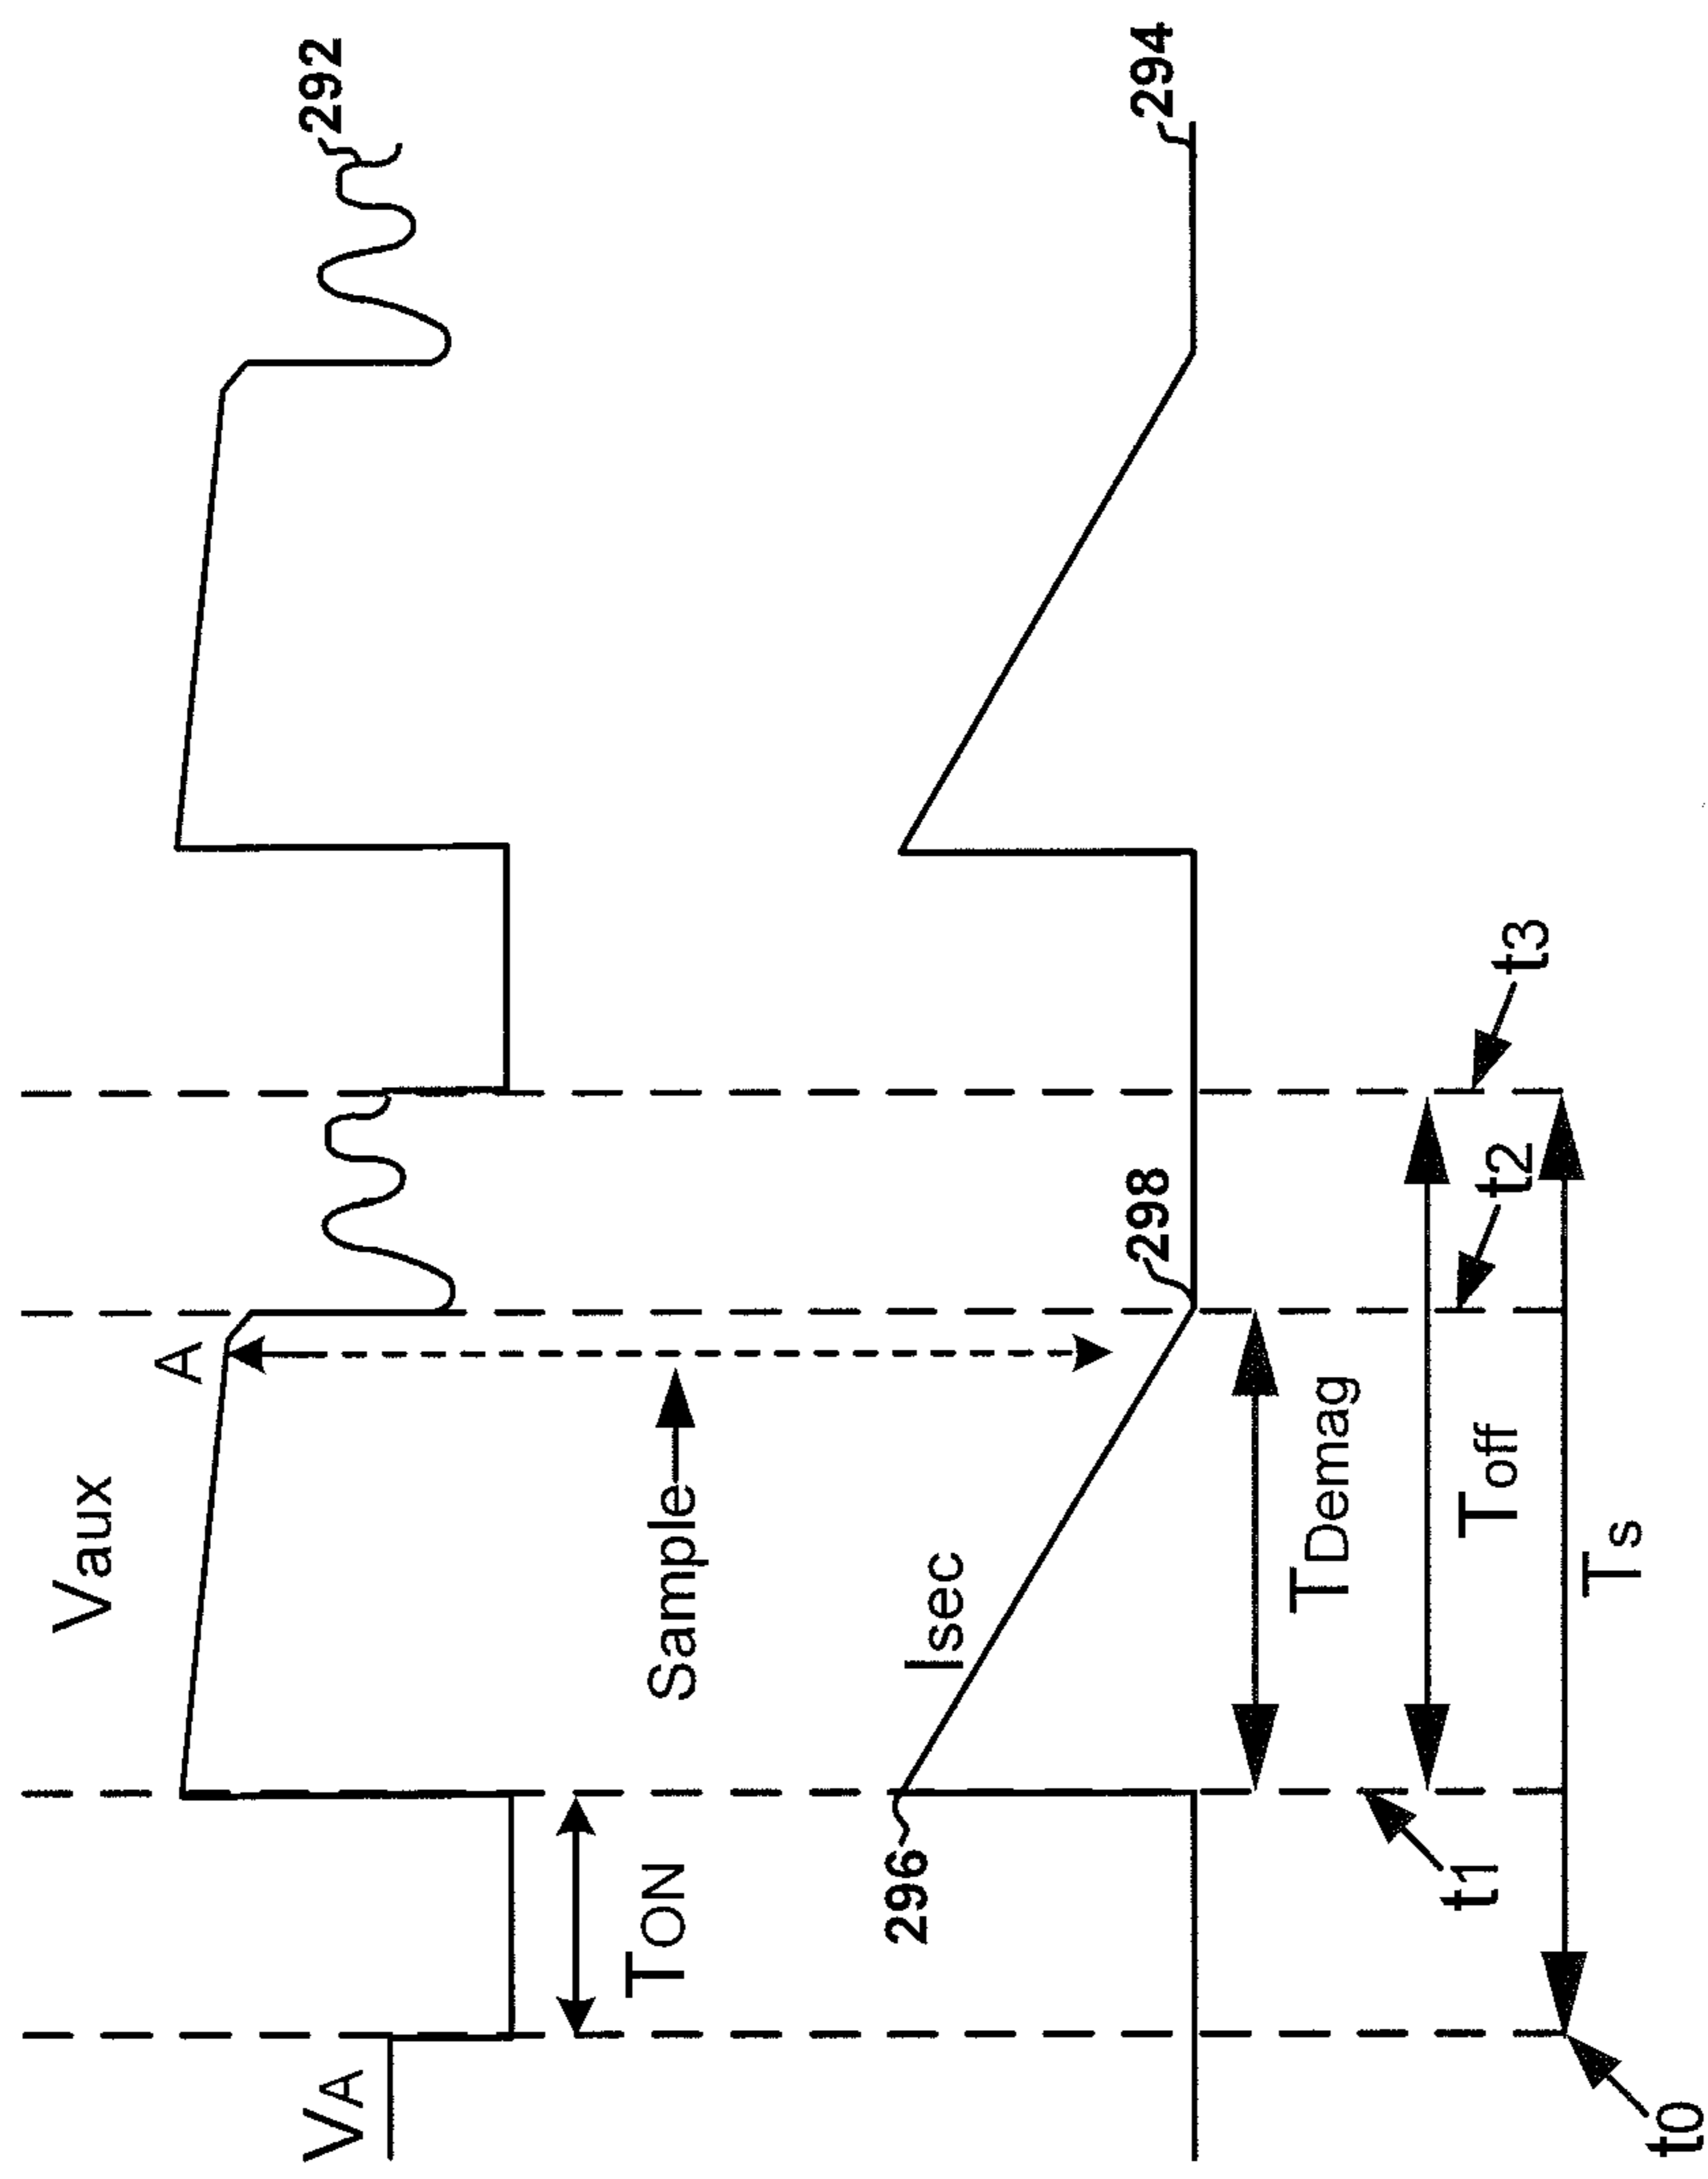 Vaux
VA
292
A
TON
Sample
Isec
296
298
294
TDemag
t1
t2
t3
Toff
Ts
t0